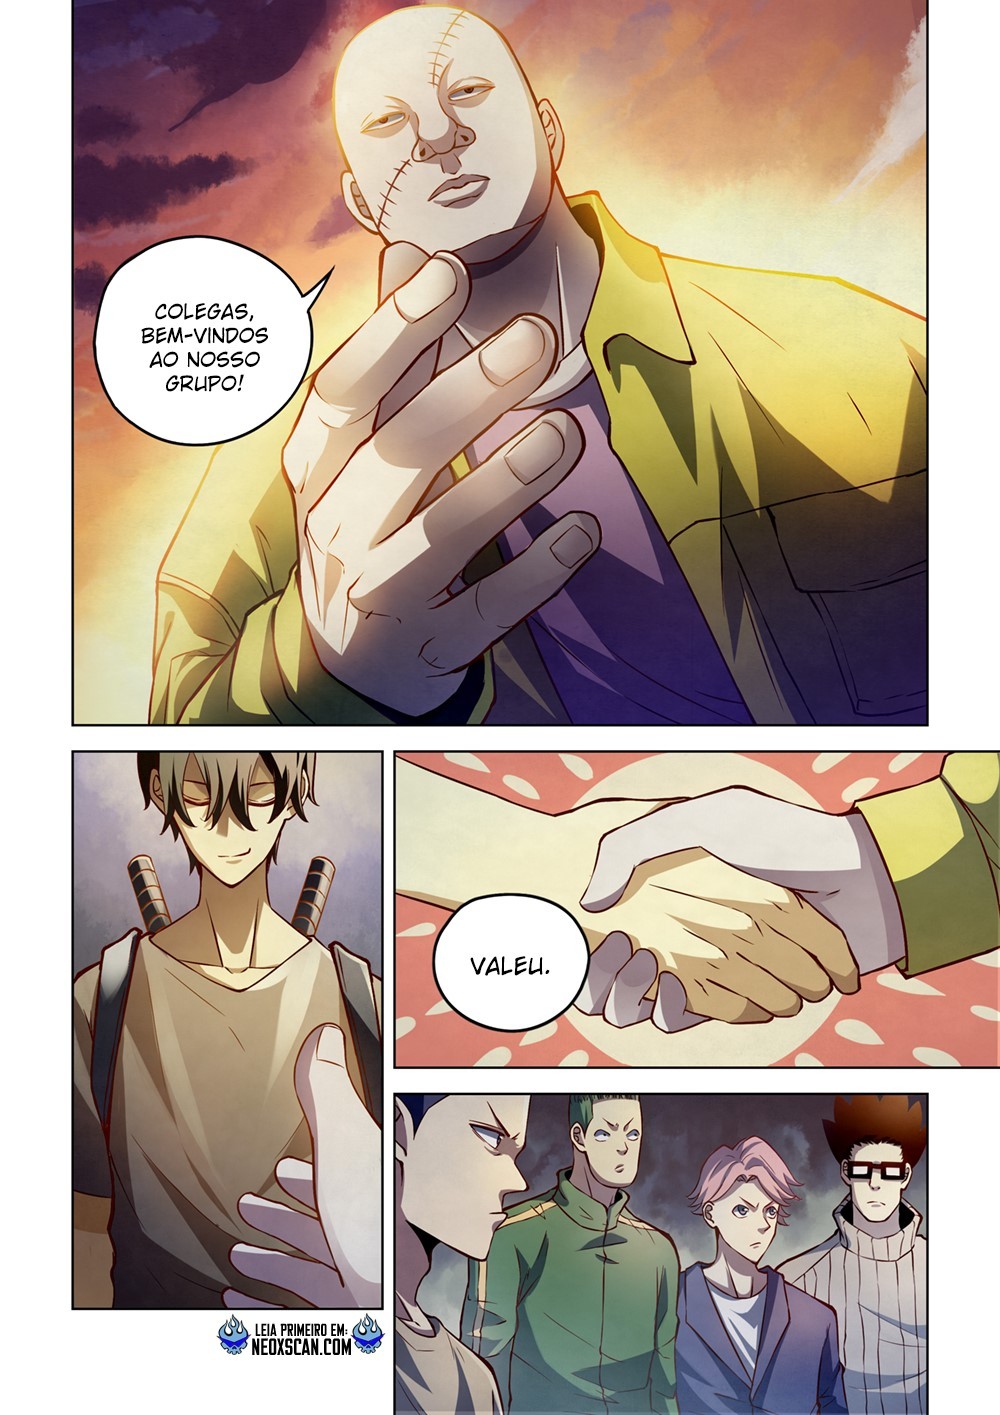 COLEGAS,
BEM-VINDOS
AO NOSSO
GRUPO!
VALEU.
LEIA PRIMEIRO EM:
NEOXSCAN.COM